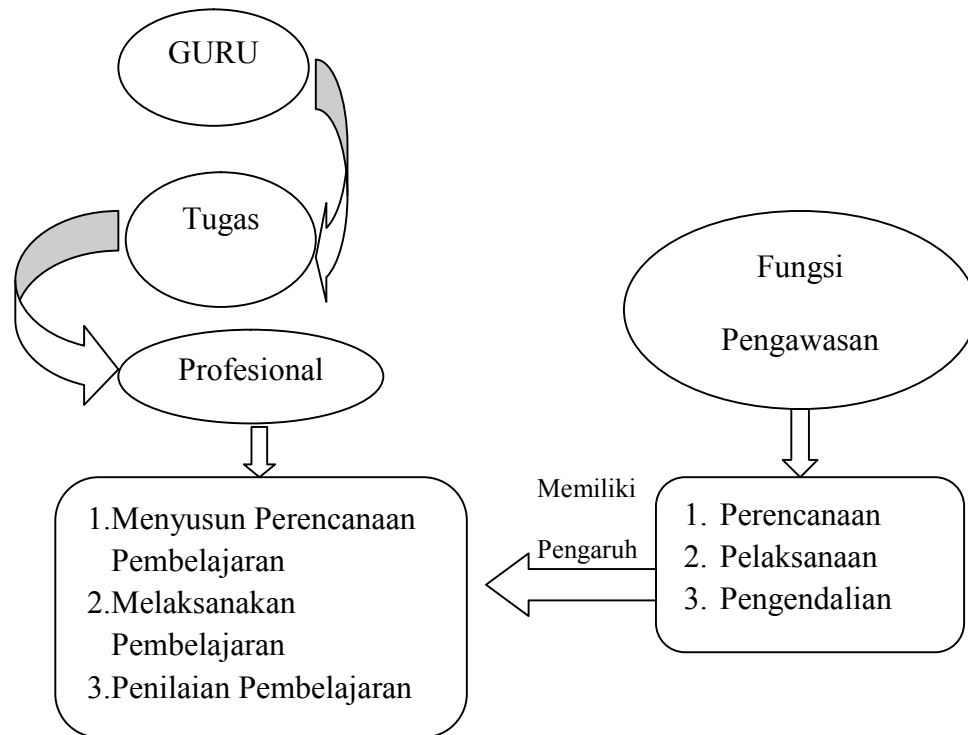 GURU
Tugas
Profesional
1.Menyusun Perencanaan
Pembelajaran
2.Melaksanakan
Pembelajaran
3.Penilaian Pembelajaran
Fungsi
Pengawasan
Memiliki
Pengaruh
1. Perencanaan
2. Pelaksanaan
3. Pengendalian